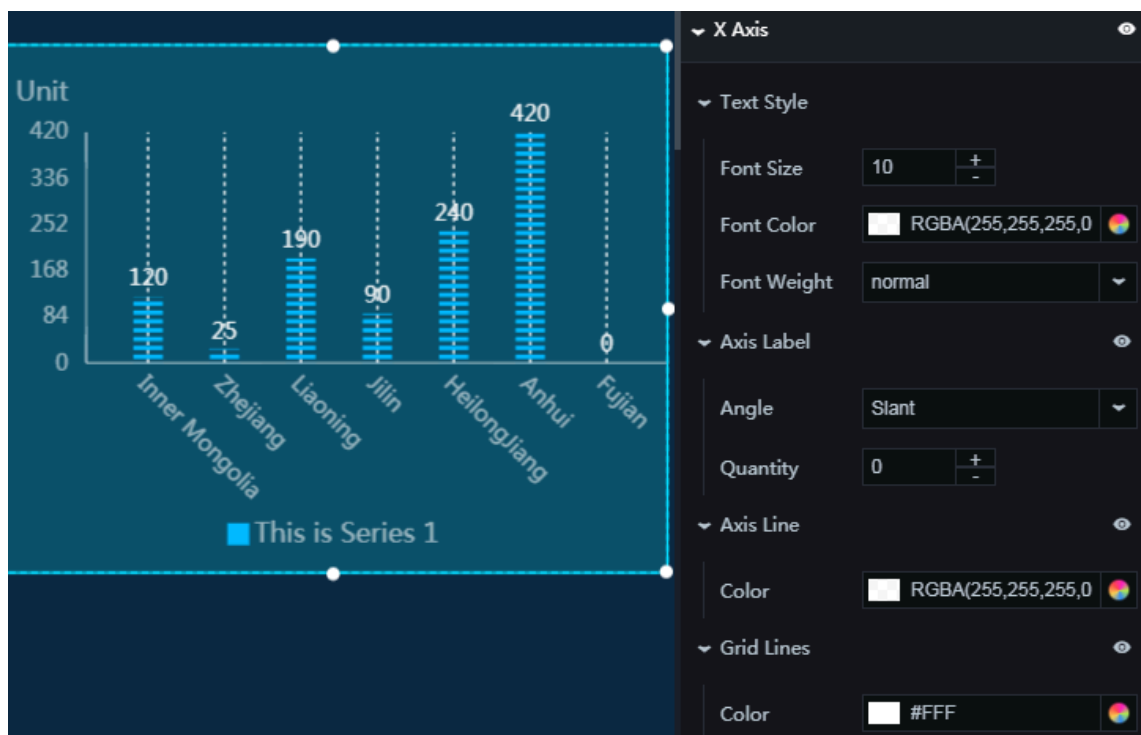 Unit
420
336
252
168
84
0
120
25
190
90
240
420
0
Inner Mongolia
Zhejiang
Liaoning
Jilin
HeilongJiang
Anhui
Fujian
This is Series 1
X Axis
Text Style
Font Size 10 + -
Font Color RGBA(255,255,255,0
Font Weight normal
Axis Label
Angle Slant
Quantity 0 + -
Axis Line
Color RGBA(255,255,255,0
Grid Lines
Color #FFF